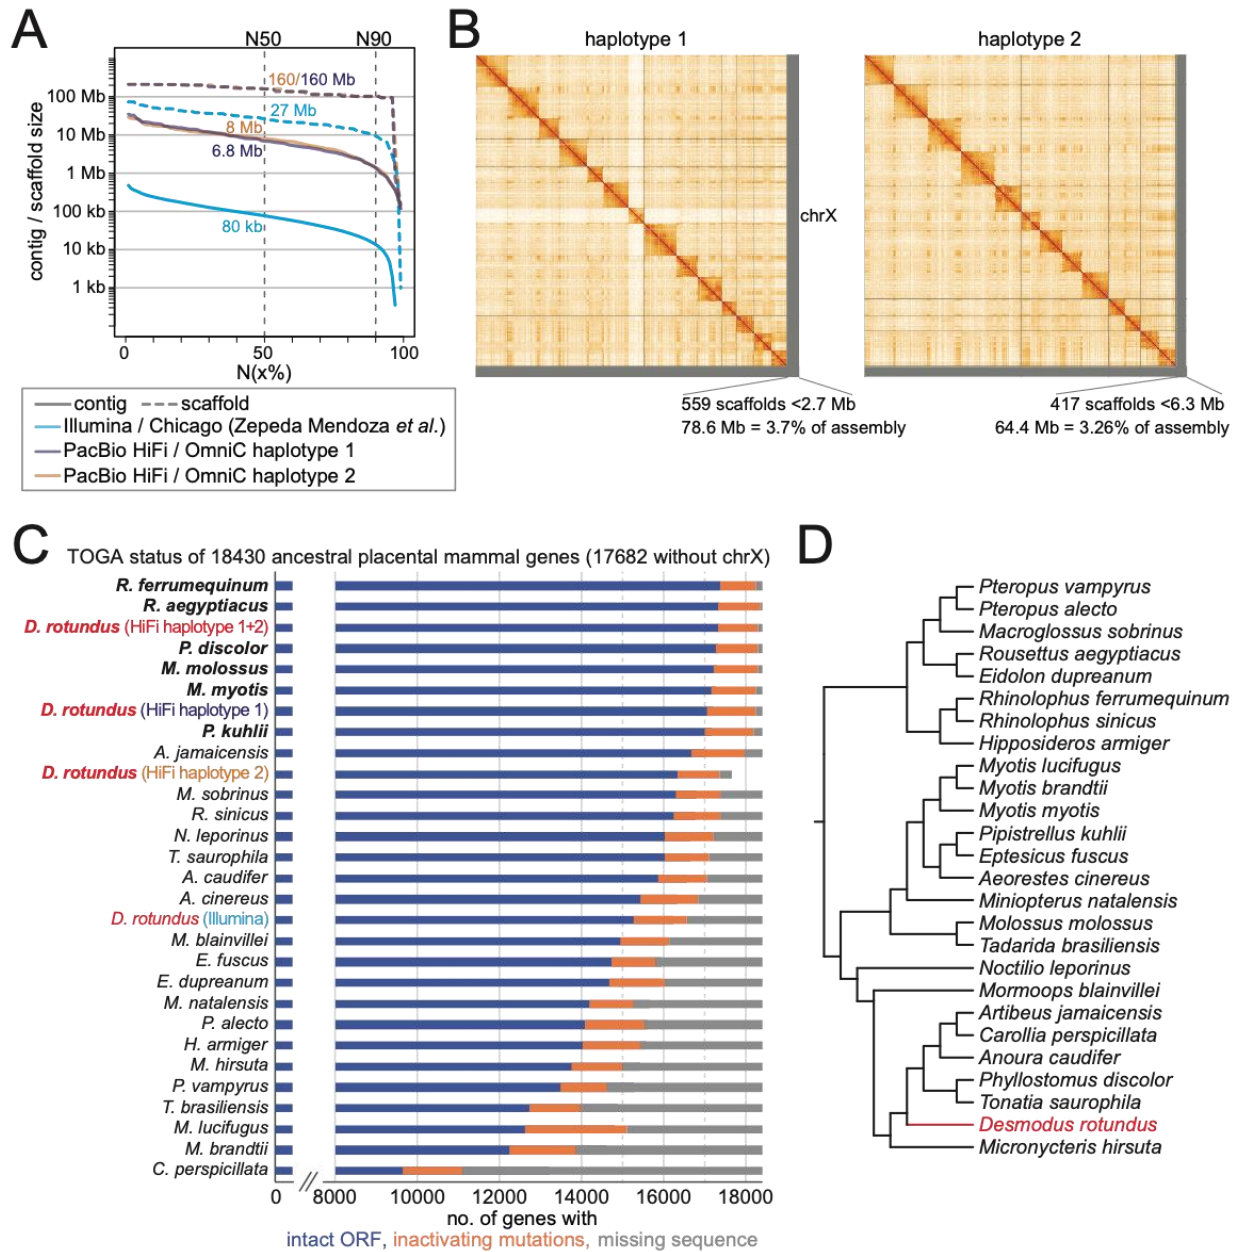 A
N50 N90
160/160 Mb
27 Mb
8 Mb
6.8 Mb
80 kb
100 Mb
10 Mb
1 Mb
100 kb
10 kb
1 kb
contig / scaffold size
0 50 100
N(x%)
contig scaffold
Illumina / Chicago (Zepeda Mendoza et al.)
PacBio HiFi / OmniC haplotype 1
PacBio HiFi / OmniC haplotype 2
B
haplotype 1
haplotype 2
chrX
559 scaffolds <2.7 Mb
78.6 Mb = 3.7% of assembly
417 scaffolds <6.3 Mb
64.4 Mb = 3.26% of assembly
C
TOGA status of 18430 ancestral placental mammal genes (17682 without chrX)
R. ferrumequinum
R. aegyptiacus
D. rotundus (HiFi haplotype 1+2)
P. discolor
M. molossus
M. myotis
D. rotundus (HiFi haplotype 1)
P. kuhlii
A. jamaicensis
D. rotundus (HiFi haplotype 2)
M. sobrinus
R. sinicus
N. leporinus
T. saurophila
A. caudifer
A. cinereus
D. rotundus (Illumina)
M. blainvillei
E. fuscus
E. dupreanum
M. natalensis
P. alecto
H. armiger
M. hirsuta
P. vampyrus
T. brasiliensis
M. lucifugus
M. brandtii
C. perspicillata
0 // 8000 10000 12000 14000 16000 18000
no. of genes with
intact ORF, inactivating mutations, missing sequence
D
Pteropus vampyrus
Pteropus alecto
Macroglossus sobrinus
Rousettus aegyptiacus
Eidolon dupreanum
Rhinolophus ferrumequinum
Rhinolophus sinicus
Hipposideros armiger
Myotis lucifugus
Myotis brandtii
Myotis myotis
Pipistrellus kuhlii
Eptesicus fuscus
Aeorestes cinereus
Miniopterus natalensis
Molossus molossus
Tadarida brasiliensis
Noctilio leporinus
Mormoops blainvillei
Artibeus jamaicensis
Carollia perspicillata
Anoura caudifer
Phyllostomus discolor
Tonatia saurophila
Desmodus rotundus
Micronycteris hirsuta